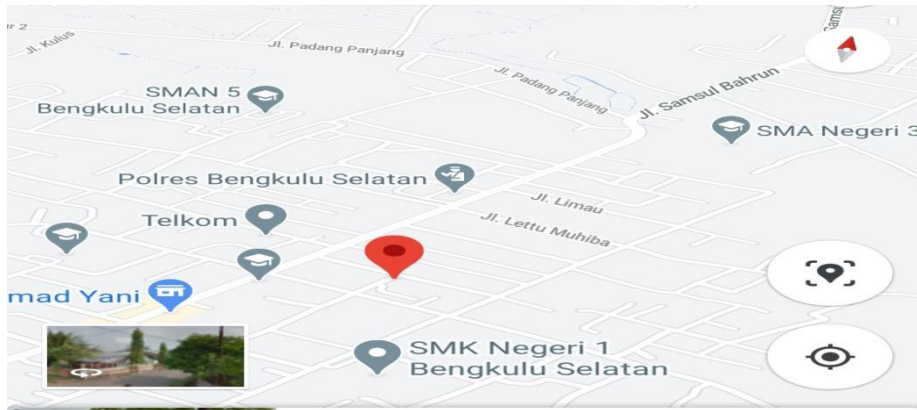 Jl. Kulus
Jl. Padang Panjang
Jl. Padang Panjang
Jl. Samsul Bahrun
SMAN 5
Bengkulu Selatan
SMA Negeri 3
Polres Bengkulu Selatan
Jl. Limau
Jl. Lettu Muhiba
Telkom
mad Yani
SMK Negeri 1
Bengkulu Selatan